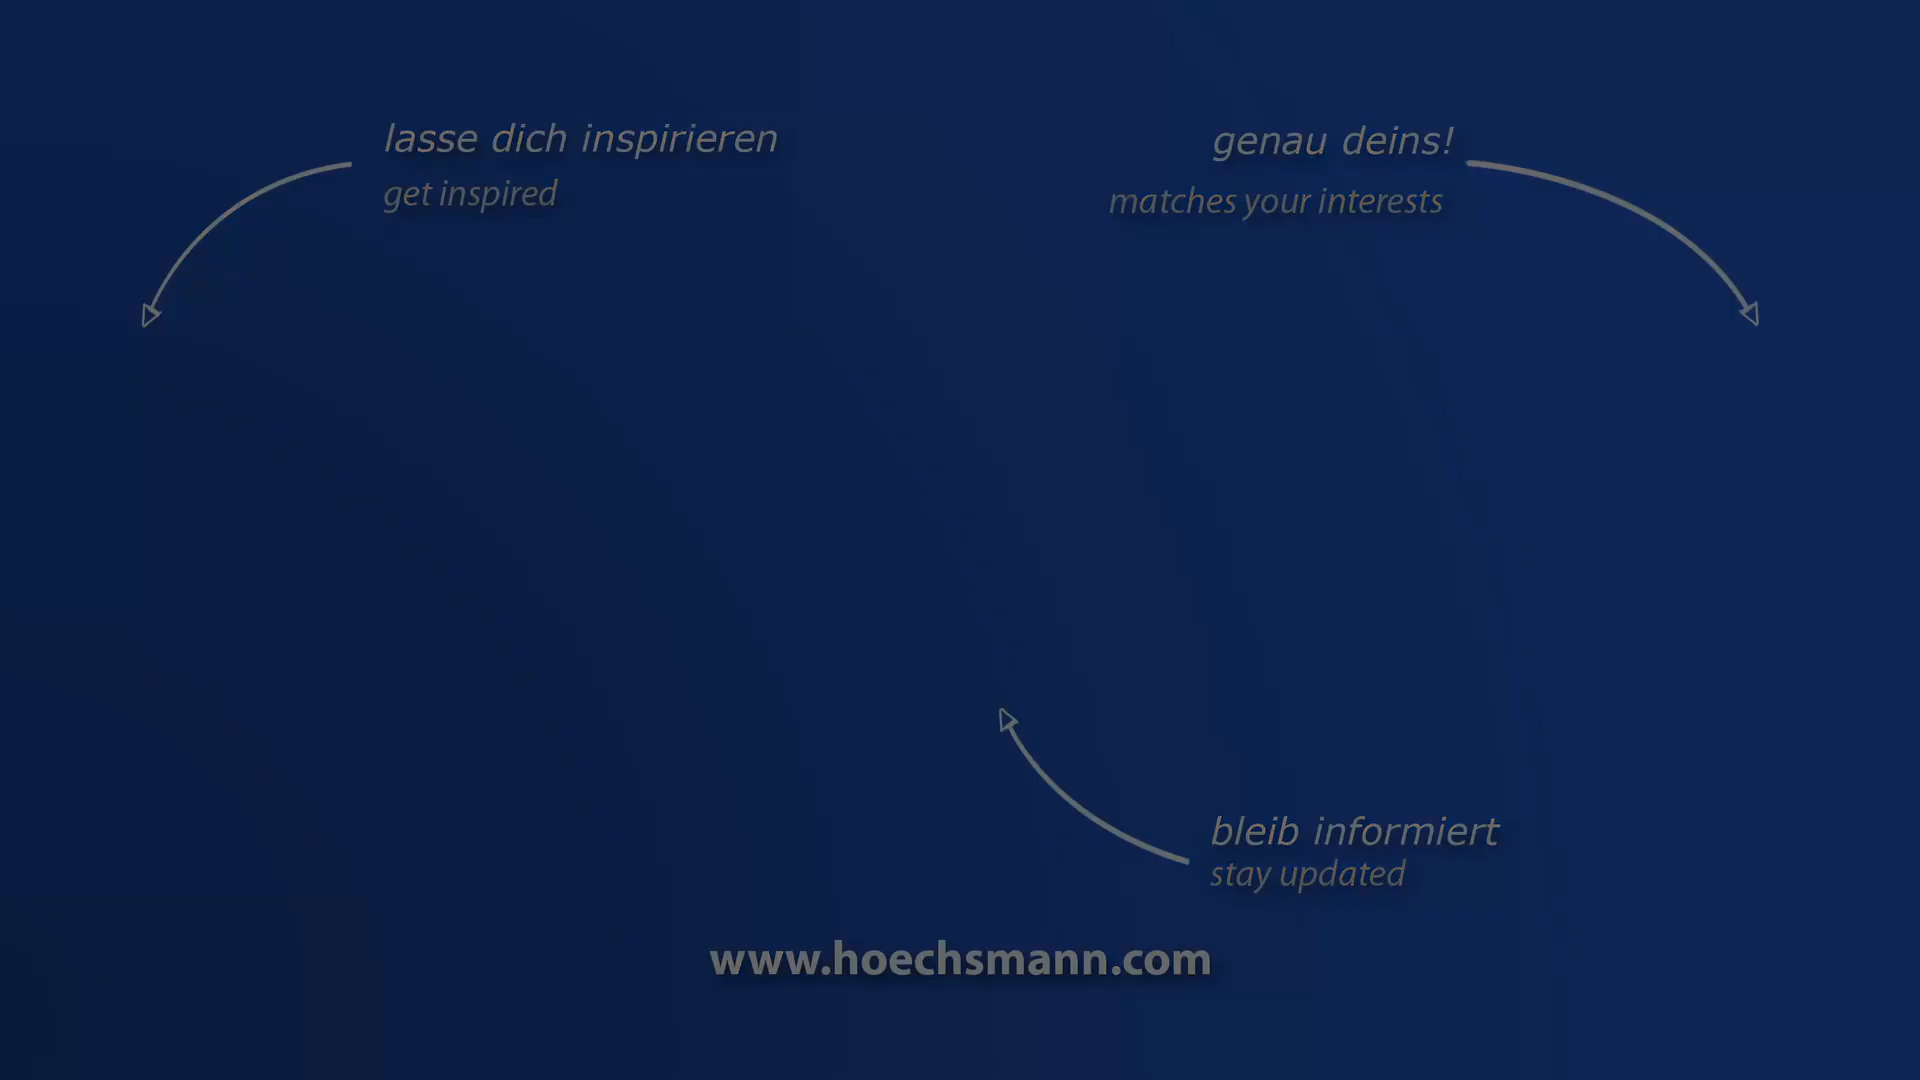 lasse dich inspirieren
get inspired
genau deins!
matches your interests
bleib informiert
stay updated
www.hoechsmann.com